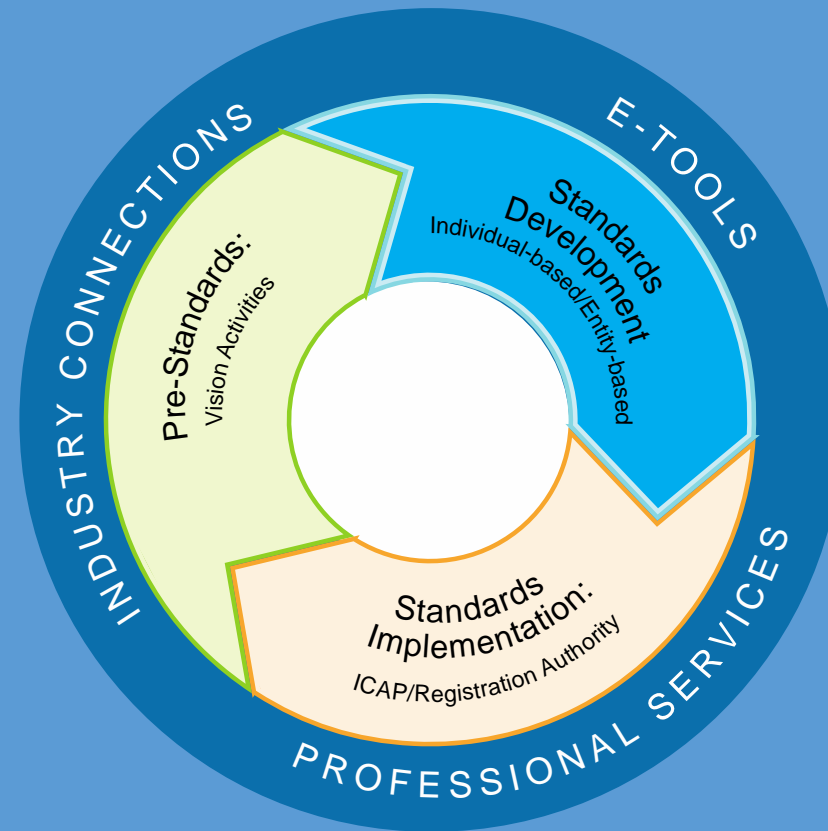 INDUSTRY CONNECTIONS
E-TOOLS
PROFESSIONAL SERVICES
Pre-Standards:
Vision Activities
Standards
Development
Individual-based/Entity-based
Standards
Implementation:
ICAP/Registration Authority